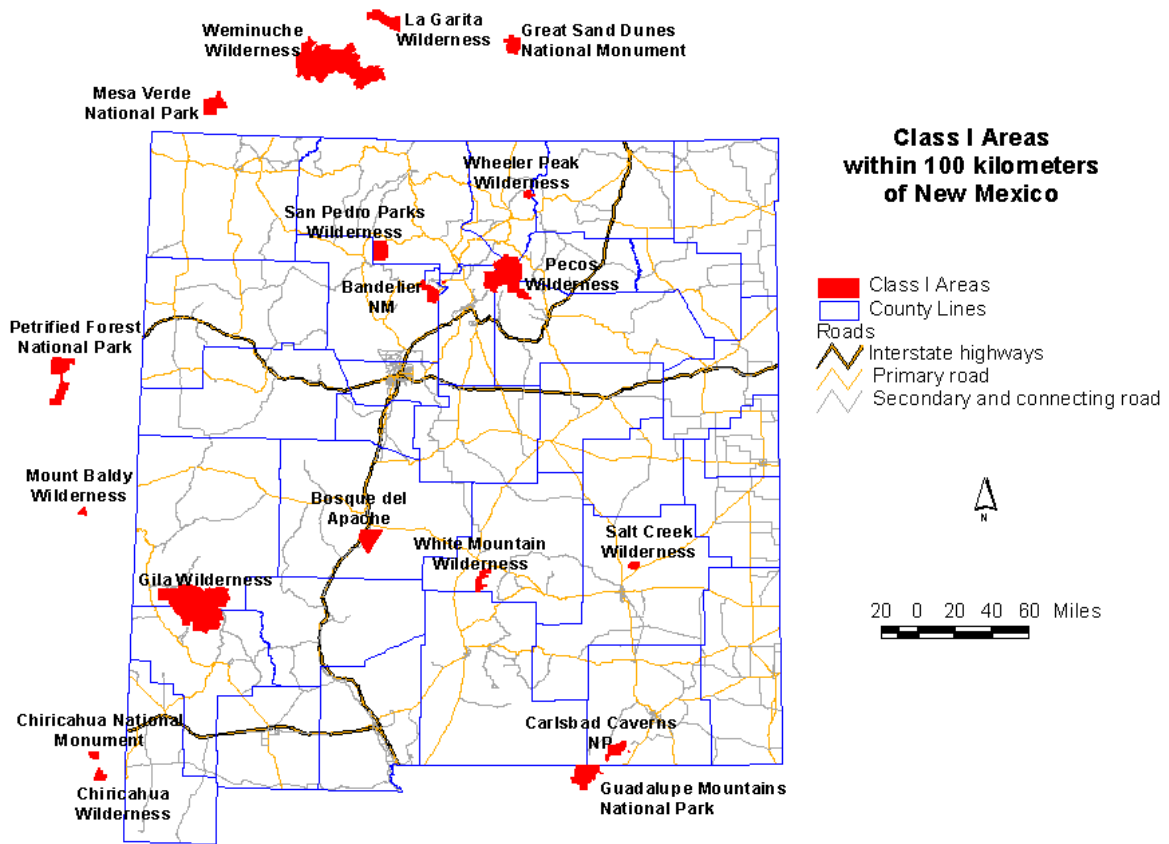 La Garita
Wilderness
Weminuche
Wilderness
Great Sand Dunes
National Monument
Mesa Verde
National Park
Class I Areas
within 100 kilometers
of New Mexico
Wheeler Peak
Wilderness
San Pedro Parks
Wilderness
Pecos
Wilderness
Bandelier
NM
Class I Areas
County Lines
Roads
Interstate highways
Primary road
Secondary and connecting road
Petrified Forest
National Park
Mount Baldy
Wilderness
N
Bosque del
Apache
Salt Creek
Wilderness
White Mountain
Wilderness
Gila Wilderness
20 0 20 40 60 Miles
Chiricahua National
Monument
Carlsbad Caverns
NP
Chiricahua
Wilderness
Guadalupe Mountains
National Park